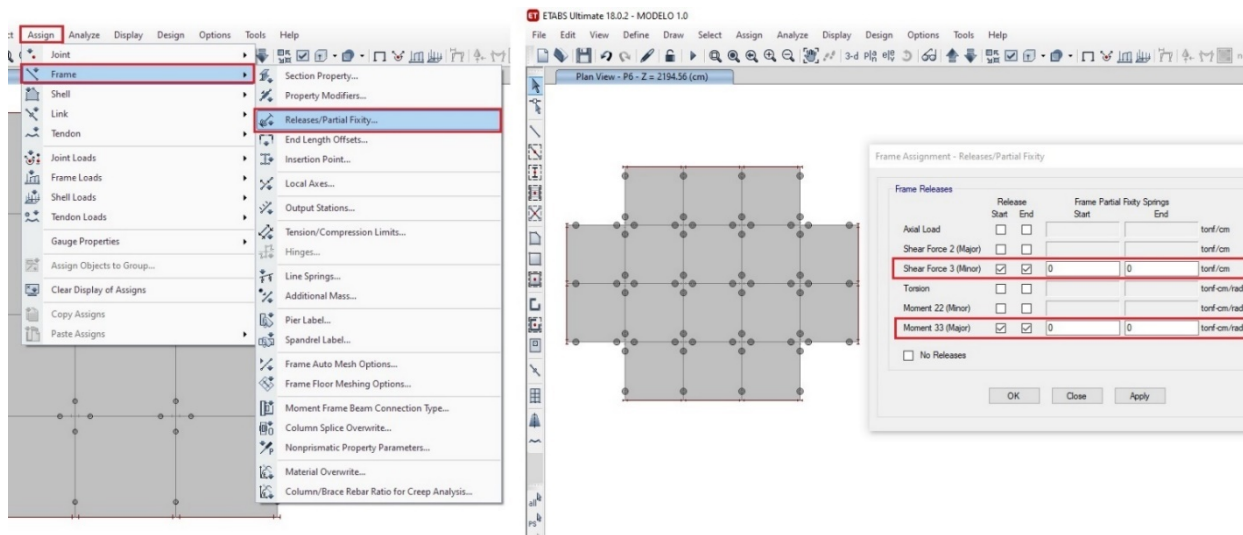 Assign Analyze Display Design Options Tools Help
Joint
Frame
Shell
Link
Tendon
Joint Loads
Frame Loads
Shell Loads
Tendon Loads
Gauge Properties
Assign Objects to Group...
Clear Display of Assigns
Copy Assigns
Paste Assigns
Section Property...
Property Modifiers...
Releases/Partial Fixity...
End Length Offsets...
Insertion Point...
Local Axes...
Output Stations...
Tension/Compression Limits...
Hinges...
Line Springs...
Additional Mass...
Pier Label...
Spandrel Label...
Frame Auto Mesh Options...
Frame Floor Meshing Options...
Moment Frame Beam Connection Type...
Column Splice Overwrite...
Nonprismatic Property Parameters...
Material Overwrite...
Column/Brace Rebar Ratio for Creep Analysis...
ET ETABS Ultimate 18.0.2 - MODELO 1.0
File Edit View Define Draw Select Assign Analyze Display Design Options Tools Help
3-d
Plan View - P6 - Z = 2194.56 (cm)
all
ps
Frame Assignment - Releases/Partial Fixity
Frame Releases
Release Frame Partial Fixity Springs
Start End Start End
Axial Load tonf/cm
Shear Force 2 (Major) tonf/cm
Shear Force 3 (Minor) 0 0 tonf/cm
Torsion tonf-cm/rad
Moment 22 (Minor) tonf-cm/rad
Moment 33 (Major) 0 0 tonf-cm/rad
No Releases
OK Close Apply